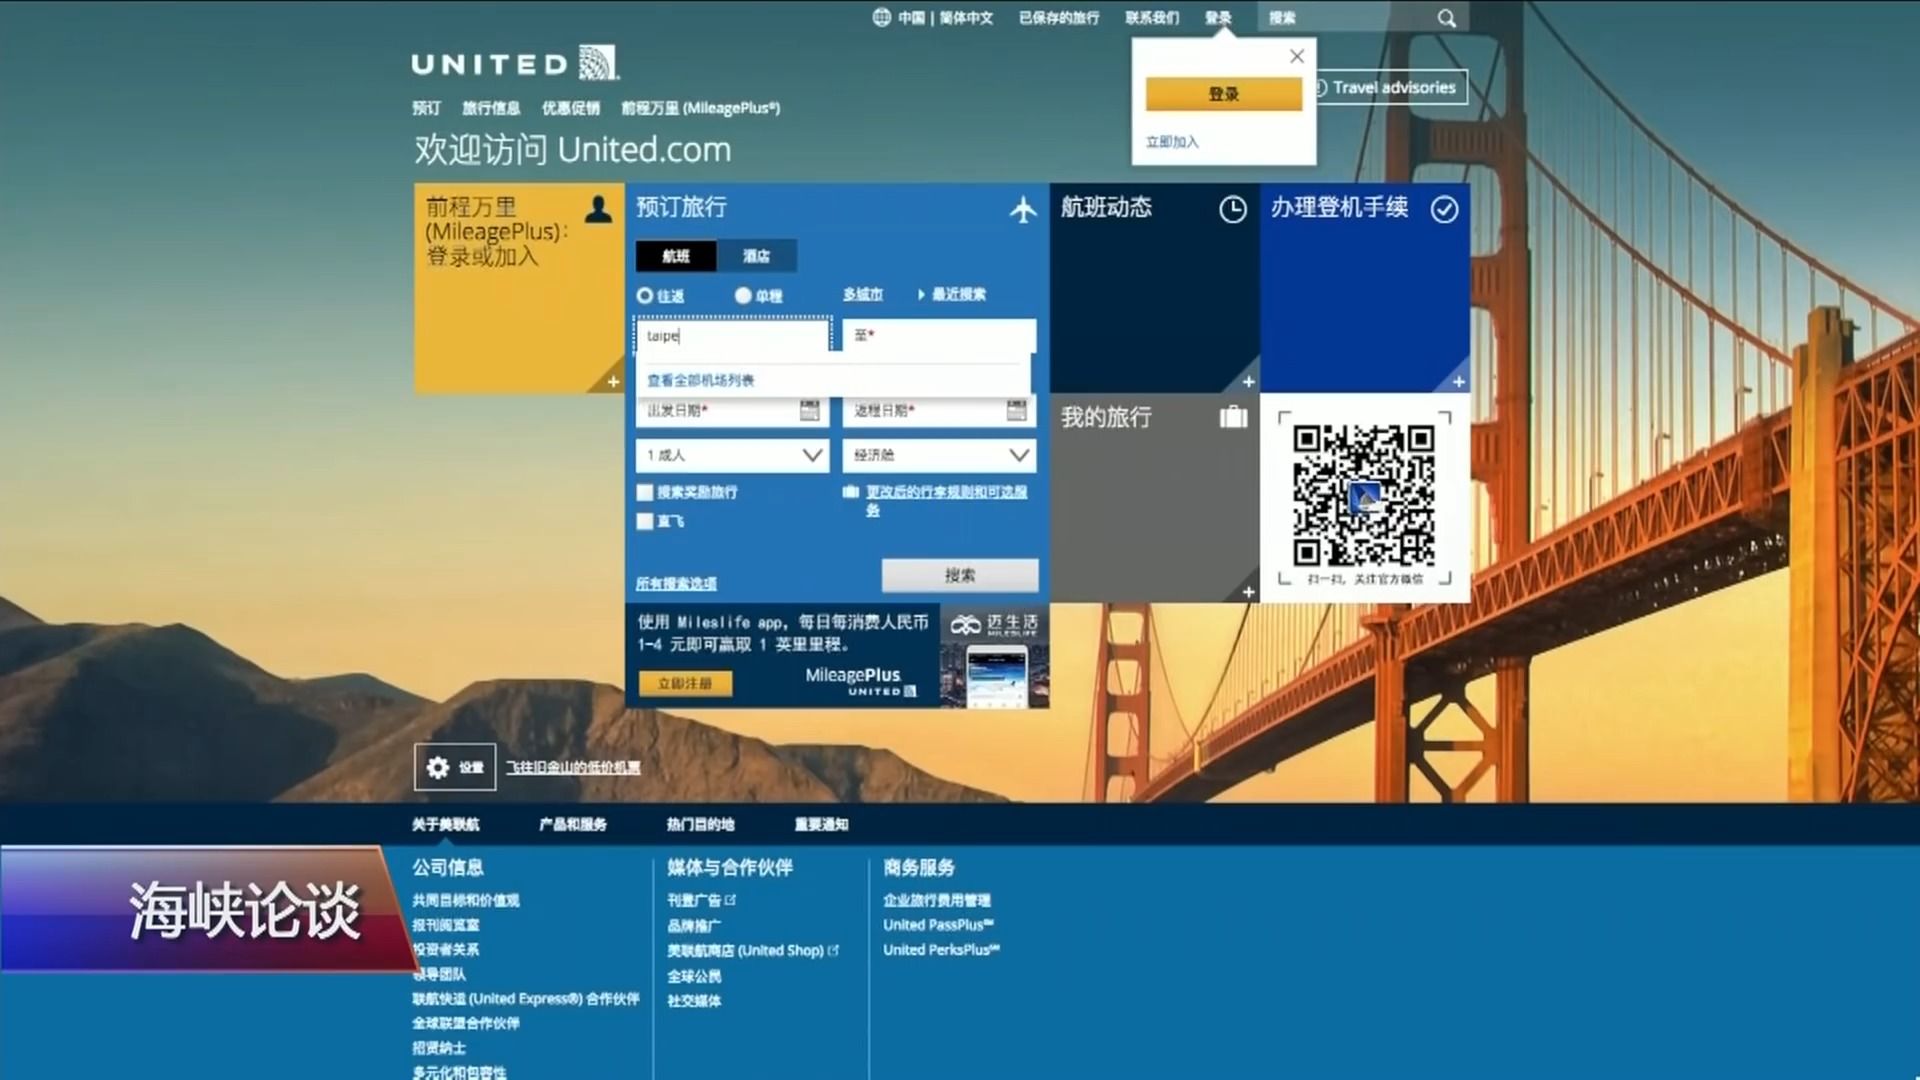 中国 | 简体中文
已保存的旅行
联系我们
登录
搜索
UNITED
登录
立即加入
Travel advisories
预订
旅行信息
优惠促销
前程万里 (MileagePlus®)
欢迎访问 United.com
前程万里
(MileagePlus):
登录或加入
预订旅行
航班
酒店
往返
单程
多城市
最近搜索
taipe
至*
查看全部机场列表
出发日期*
返程日期*
1 成人
经济舱
搜索奖励旅行
更改后的行李规则和可选服
务
直飞
所有搜索选项
搜索
航班动态
办理登机手续
我的旅行
扫一扫，关注官方微信
使用 Mileslife app, 每日每消费人民币
1-4 元即可赢取 1 英里里程。
立即注册
MileagePlus
UNITED
迈生活
MILESLIFE
设置
飞往旧金山的低价机票
关于美联航
产品和服务
热门目的地
重要通知
海峡论谈
公司信息
共同目标和价值观
报刊阅览室
投资者关系
领导团队
联航快运 (United Express®) 合作伙伴
全球联盟合作伙伴
招贤纳士
多元化和包容性
媒体与合作伙伴
刊登广告
品牌推广
美联航商店 (United Shop)
全球公民
社交媒体
商务服务
企业旅行费用管理
United PassPlus℠
United PerksPlus℠